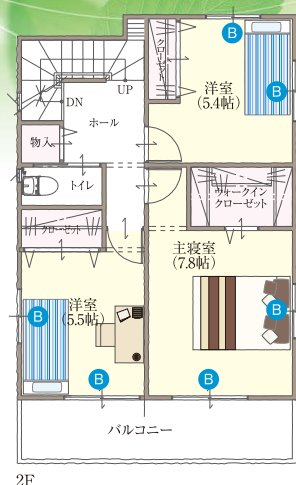 B
クローゼット
洋室
(5.4帖)
B
UP
DN
ホール
物入
トイレ
ウォークイン
クローゼット
クローゼット
主寝室
(7.8帖)
洋室
(5.5帖)
B
B
B
B
バルコニー
2F